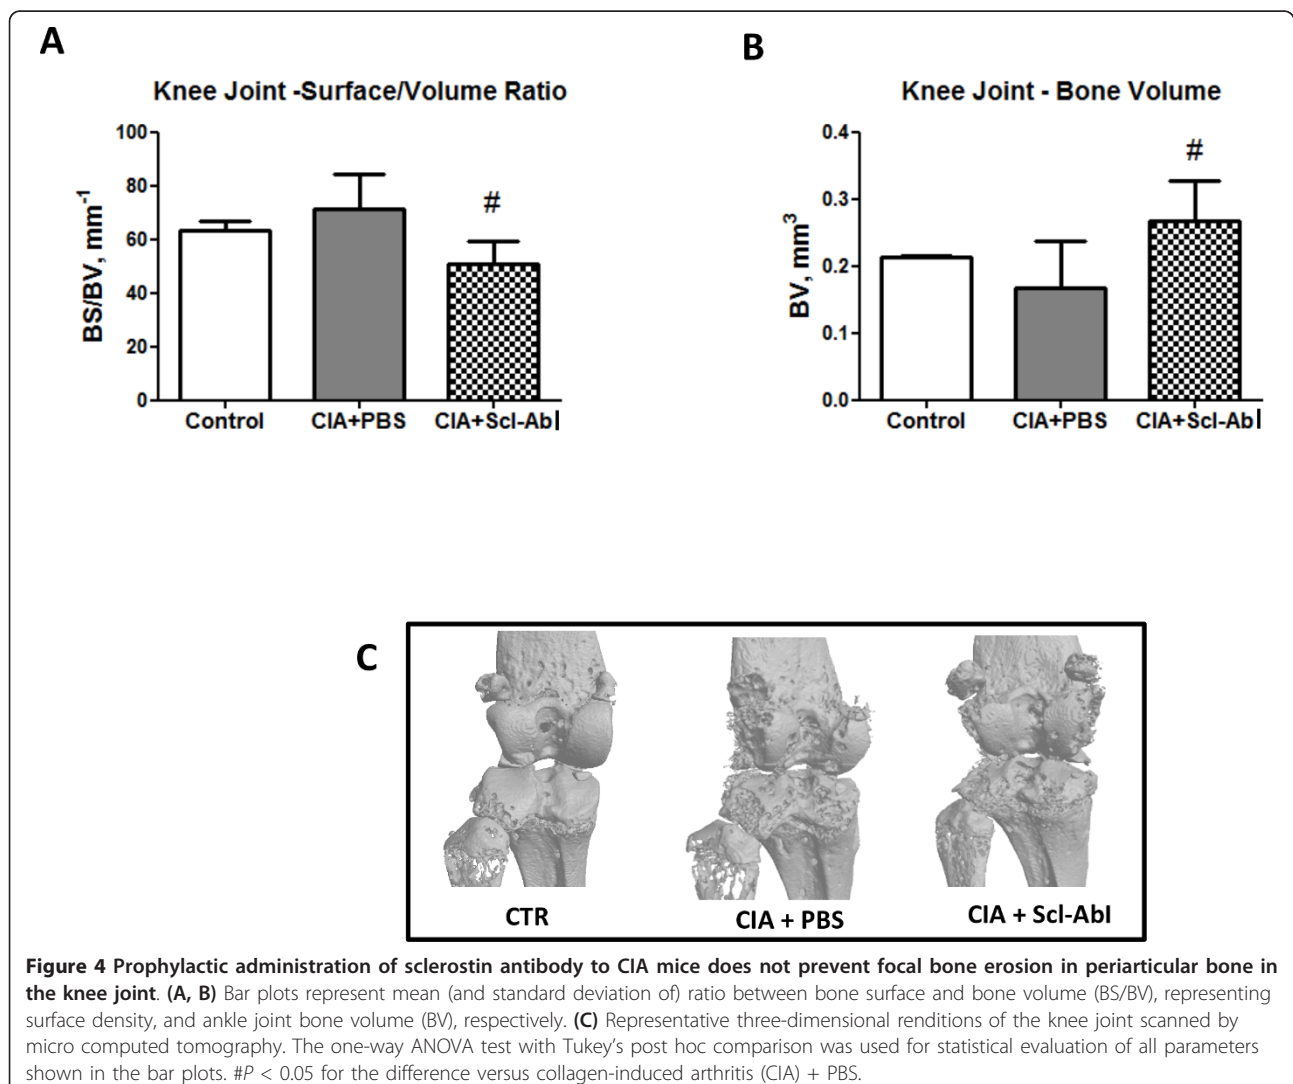 A
Knee Joint -Surface/Volume Ratio
BS/BV, mm⁻¹
100
80
60
40
20
0
#
Control
CIA+PBS
CIA+Scl-AbI
B
Knee Joint - Bone Volume
BV, mm³
0.4
0.3
0.2
0.1
0.0
#
Control
CIA+PBS
CIA+Scl-AbI
C
CTR
CIA + PBS
CIA + Scl-AbI
Figure 4 Prophylactic administration of sclerostin antibody to CIA mice does not prevent focal bone erosion in periarticular bone in
the knee joint. (A, B) Bar plots represent mean (and standard deviation of) ratio between bone surface and bone volume (BS/BV), representing
surface density, and ankle joint bone volume (BV), respectively. (C) Representative three-dimensional renditions of the knee joint scanned by
micro computed tomography. The one-way ANOVA test with Tukey’s post hoc comparison was used for statistical evaluation of all parameters
shown in the bar plots. #P < 0.05 for the difference versus collagen-induced arthritis (CIA) + PBS.